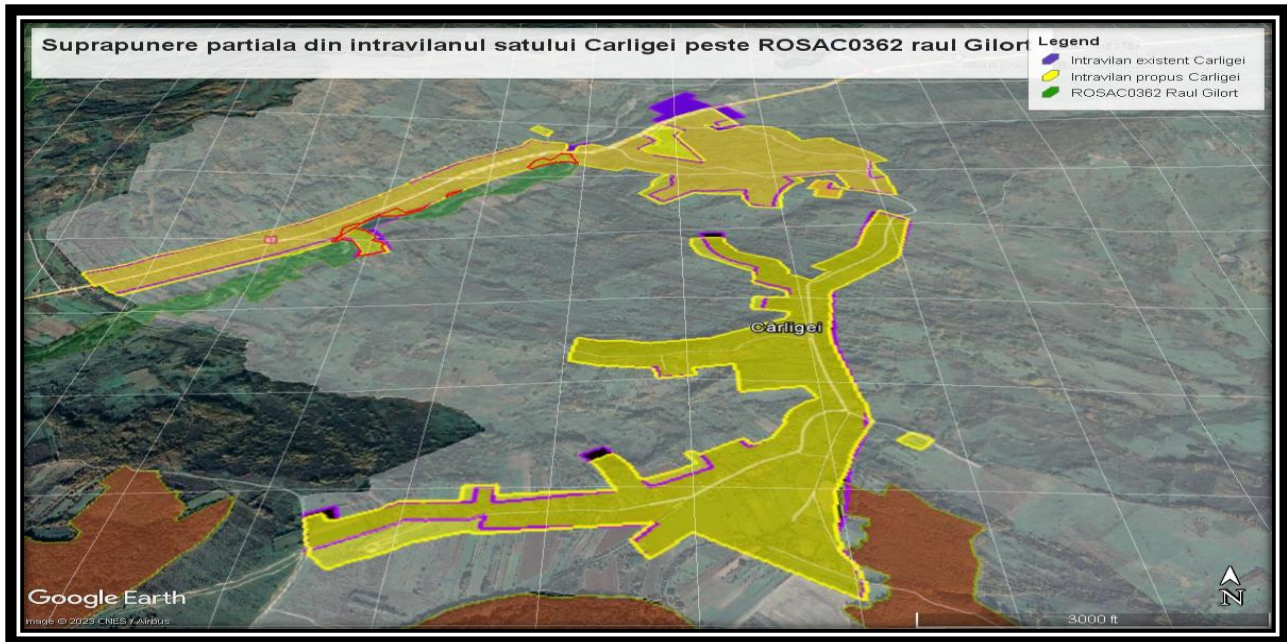 Suprapunere partiala din intravilanul satului Carligei peste ROSAC0362 raul Gilort
Legend
Intravilan existent Carligei
Intravilan propus Carligei
ROSAC0362 Raul Gilort
Carligei
Google Earth
Image © 2023 CNES / Airbus
N
3000 ft